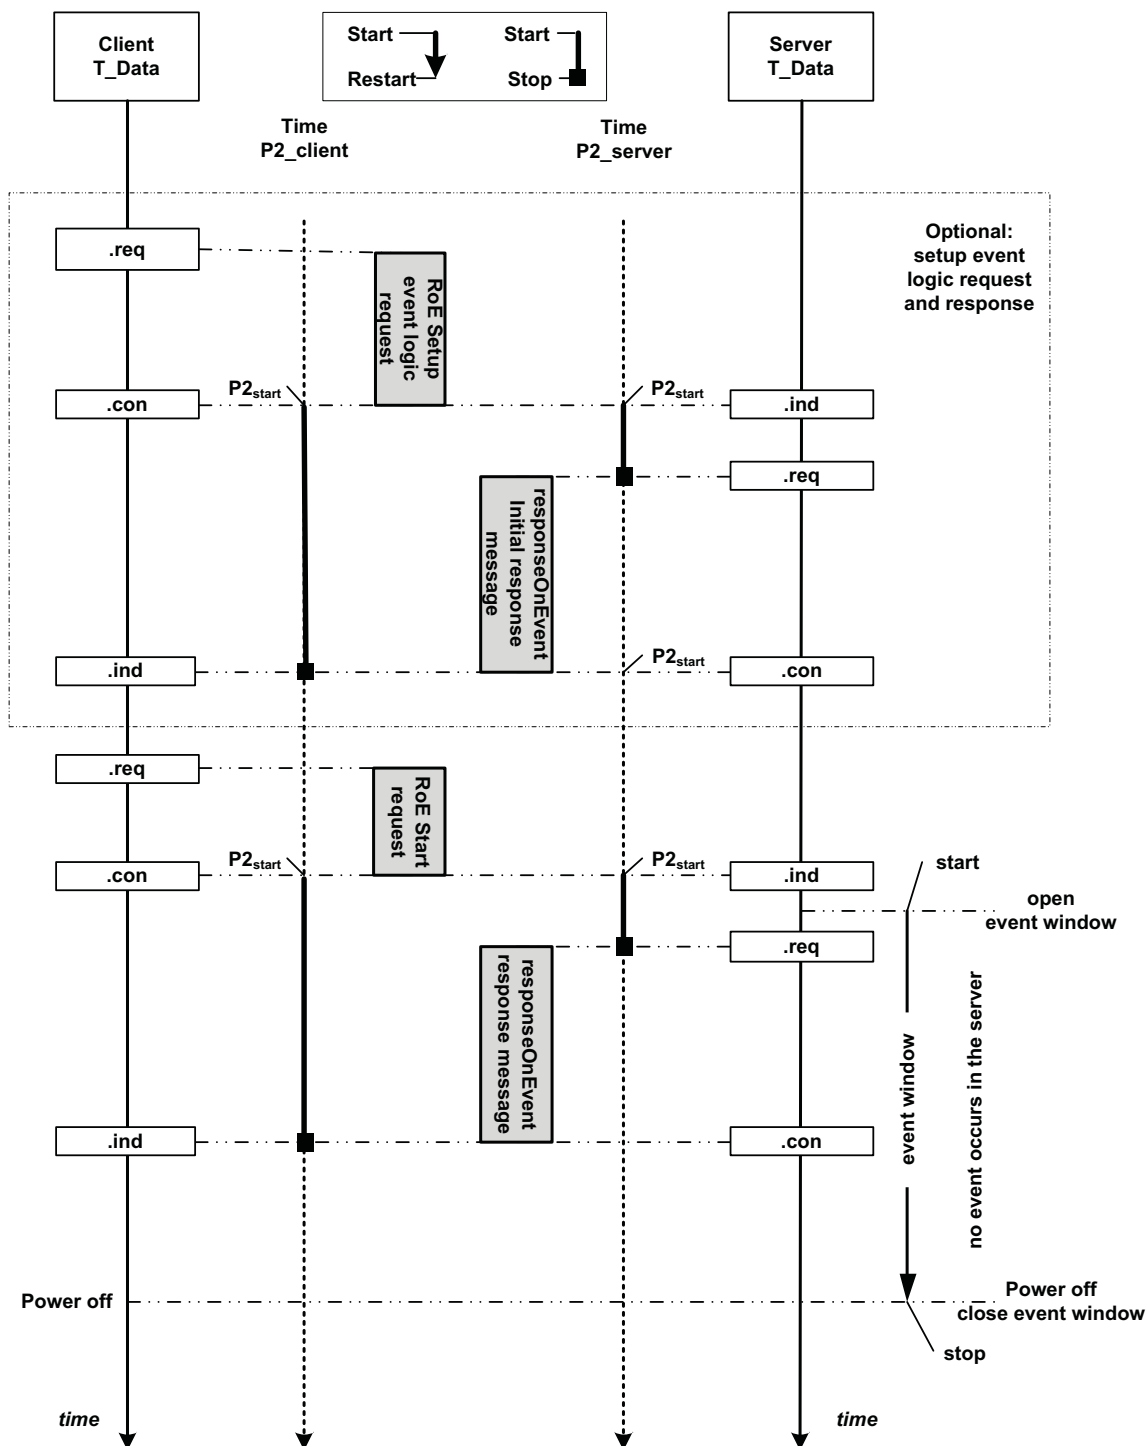 Client
T_Data
Start
Restart
Start
Stop
Server
T_Data
Time
P2_client
Time
P2_server
Optional:
setup event
logic request
and response
.req
RoE Setup
event logic
request
.con
P2start
P2start
.ind
.req
responseOnEvent
Initial response
message
.ind
P2start
.con
.req
RoE Start
request
.con
P2start
P2start
.ind
start
open
event window
.req
responseOnEvent
response message
event window
no event occurs in the server
.ind
.con
Power off
Power off
close event window
stop
time
time